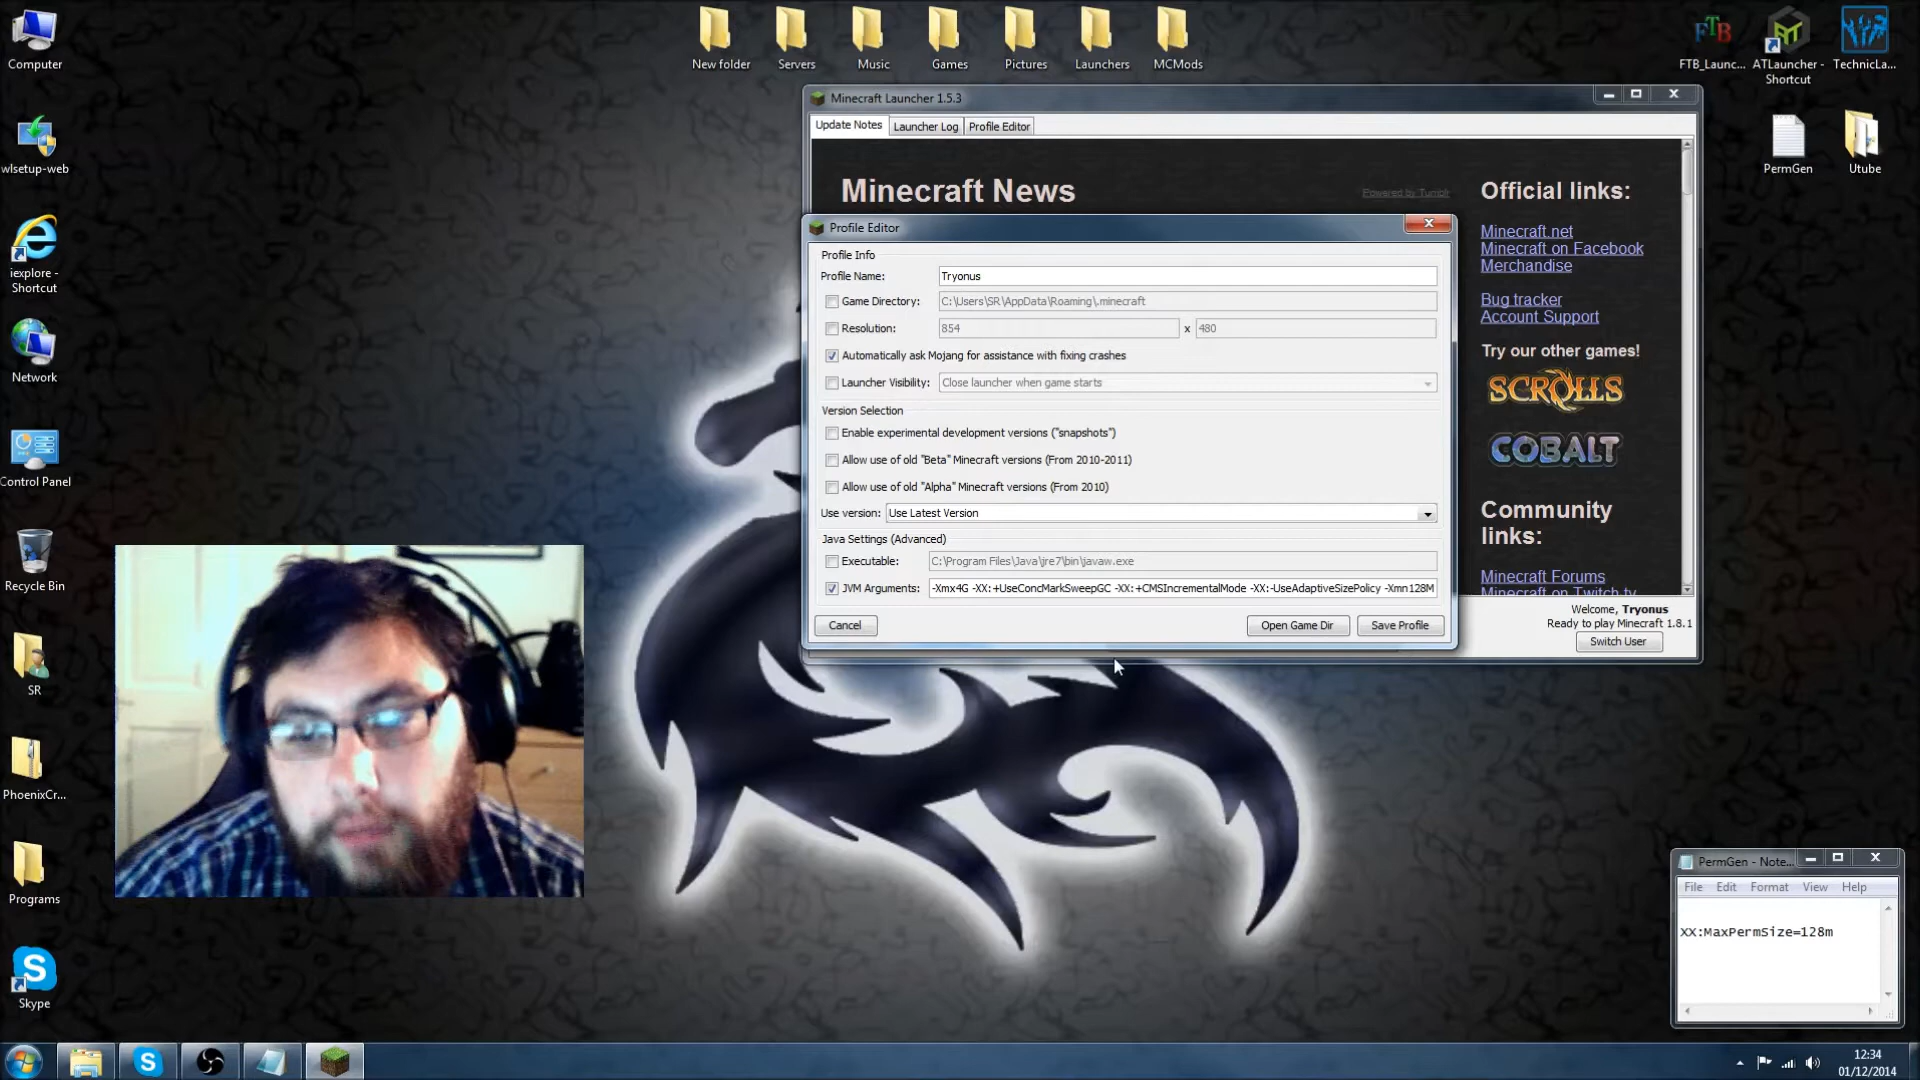 Computer
wlsetup-web
iexplore -
Shortcut
Network
Control Panel
Recycle Bin
SR
PhoenixCr...
Programs
Skype
New folder
Servers
Music
Games
Pictures
Launchers
MCMods
FTB
FTB_Launc...
ATLauncher -
Shortcut
TechnicLa...
PermGen
Utube
Minecraft Launcher 1.5.3
Update Notes
Launcher Log
Profile Editor
Minecraft News
Powered by Tumblr
Official links:
Minecraft.net
Minecraft on Facebook
Merchandise
Bug tracker
Account Support
Try our other games!
SCROLLS
COBALT
Community
links:
Minecraft Forums
Minecraft on Twitch.tv
Welcome, Tryonus
Ready to play Minecraft 1.8.1
Switch User
Profile Editor
Profile Info
Profile Name: Tryonus
Game Directory: C:\Users\SR\AppData\Roaming\.minecraft
Resolution: 854 x 480
Automatically ask Mojang for assistance with fixing crashes
Launcher Visibility: Close launcher when game starts
Version Selection
Enable experimental development versions ("snapshots")
Allow use of old "Beta" Minecraft versions (From 2010-2011)
Allow use of old "Alpha" Minecraft versions (From 2010)
Use version: Use Latest Version
Java Settings (Advanced)
Executable: C:\Program Files\Java\jre7\bin\javaw.exe
JVM Arguments: -Xmx4G -XX:+UseConcMarkSweepGC -XX:+CMSIncrementalMode -XX:-UseAdaptiveSizePolicy -Xmn128M
Cancel
Open Game Dir
Save Profile
PermGen - Note...
File Edit Format View Help
XX:MaxPermSize=128m
12:34
01/12/2014